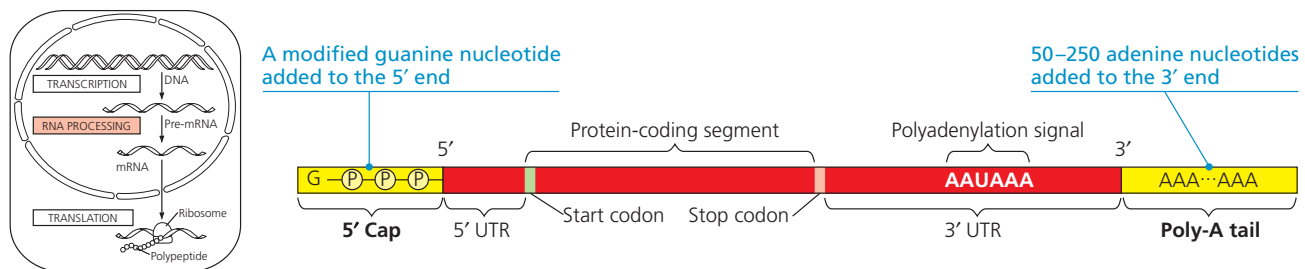 TRANSCRIPTION
DNA
RNA PROCESSING
Pre-mRNA
mRNA
TRANSLATION
Ribosome
Polypeptide
A modified guanine nucleotide
added to the 5′ end
50–250 adenine nucleotides
added to the 3′ end
Protein-coding segment
Polyadenylation signal
5′
3′
G P P P
AAUAAA
AAA···AAA
Start codon
Stop codon
5′ Cap
5′ UTR
3′ UTR
Poly-A tail